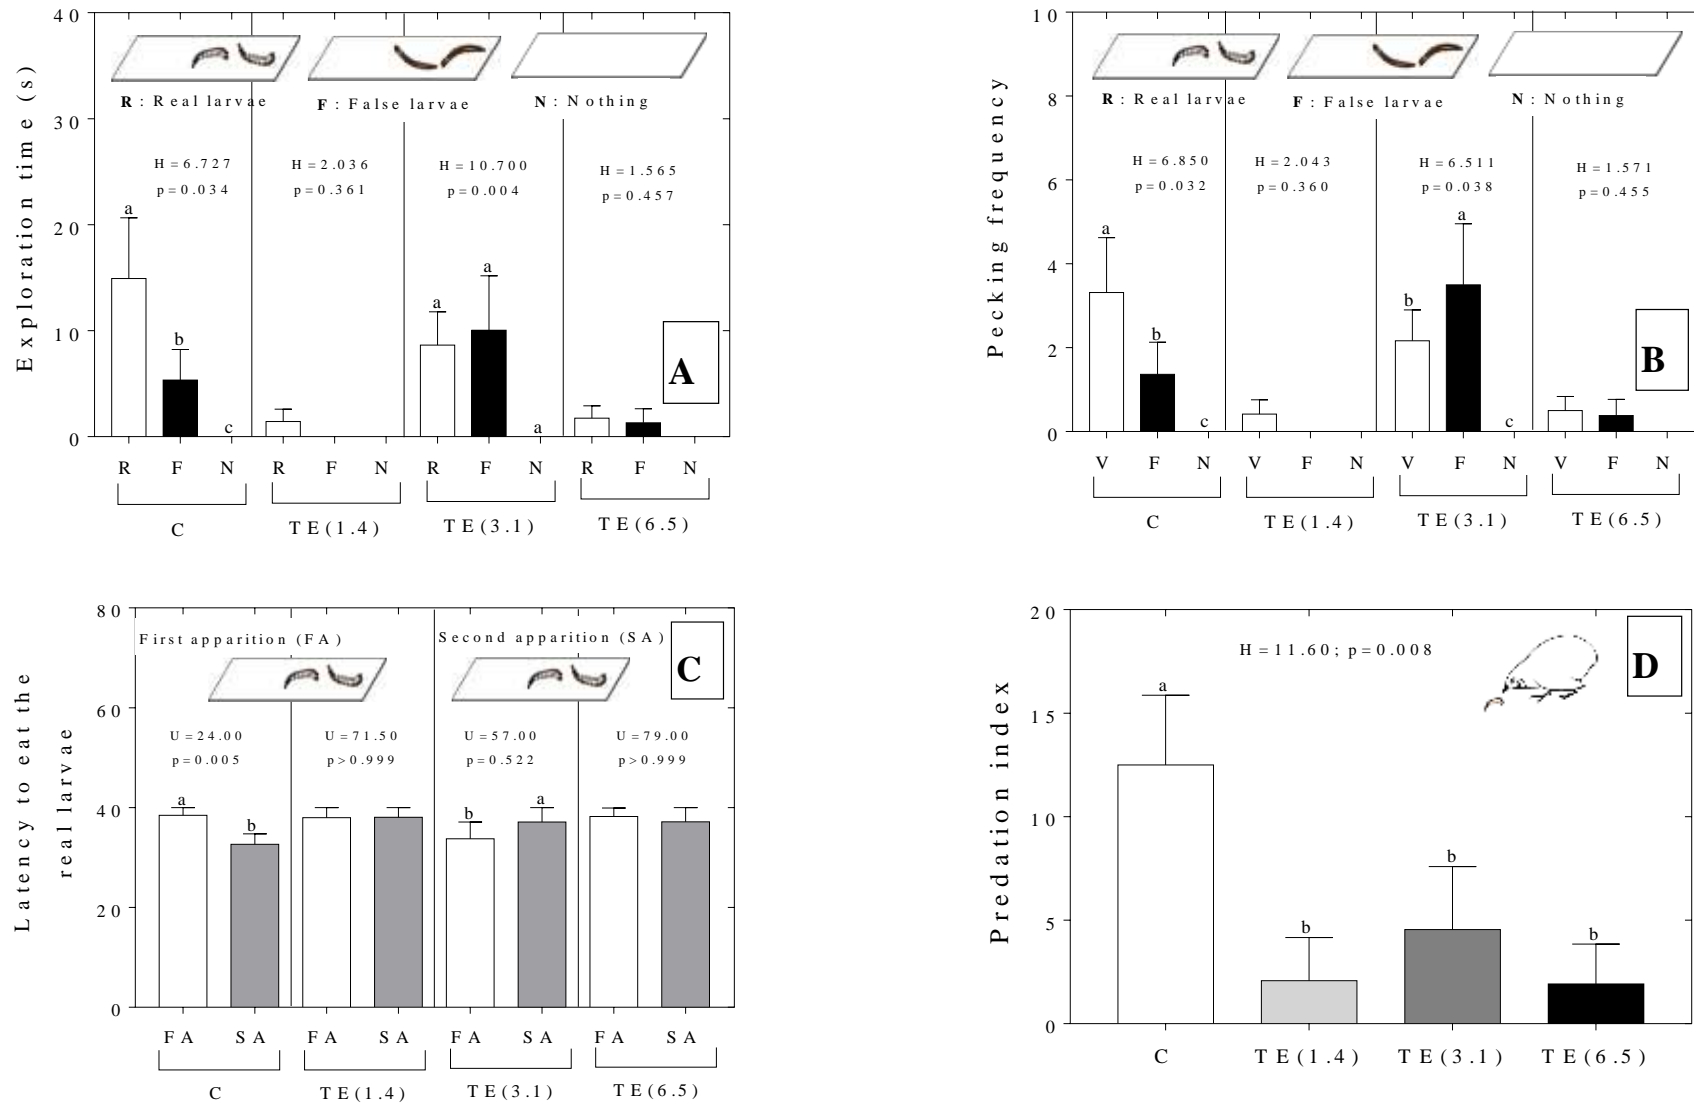 Exploration time (s)
40
30
20
10
0
R: Real larvae
F: False larvae
N: Nothing
H=6.727
p=0.034
H=2.036
p=0.361
H=10.700
p=0.004
H=1.565
p=0.457
a
b
c
a
a
a
A
R F N R F N R F N R F N
C TE(1.4) TE(3.1) TE(6.5)
Pecking frequency
10
8
6
4
2
0
R: Real larvae
F: False larvae
N: Nothing
H=6.850
p=0.032
H=2.043
p=0.360
H=6.511
p=0.038
H=1.571
p=0.455
a
b
c
b
a
c
B
V F N V F N V F N V F N
C TE(1.4) TE(3.1) TE(6.5)
Latency to eat the
real larvae
80
60
40
20
0
First apparition (FA)
Second apparition (SA)
C
U=24.00
p=0.005
U=71.50
p>0.999
U=57.00
p=0.522
U=79.00
p>0.999
a
b
b
a
FA SA FA SA FA SA FA SA
C TE(1.4) TE(3.1) TE(6.5)
Predation index
20
15
10
5
0
H=11.60; p=0.008
D
a
b
b
b
C TE(1.4) TE(3.1) TE(6.5)